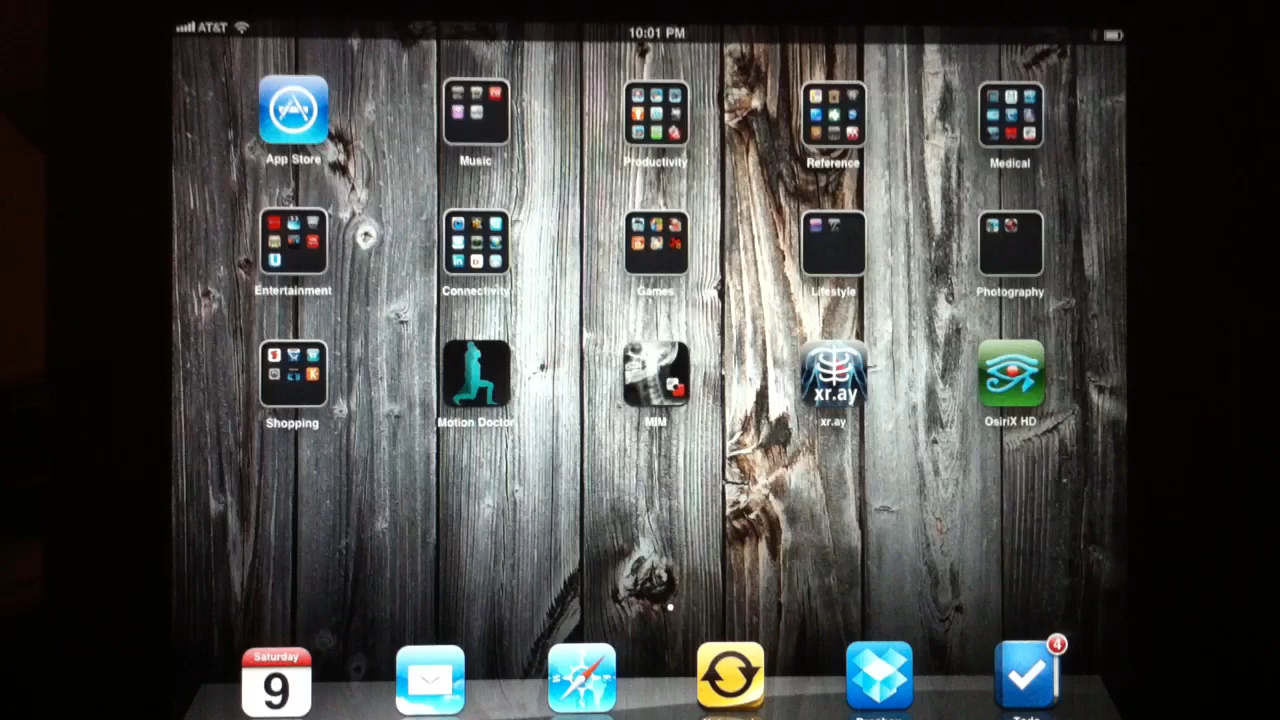 AT&T 10:01 PM
App Store Music Productivity Reference Medical
Entertainment Connectivity Games Lifestyle Photography
xr.ay
Shopping Motion Doctor MIM xr.ay OsiriX HD
Saturday 4
9